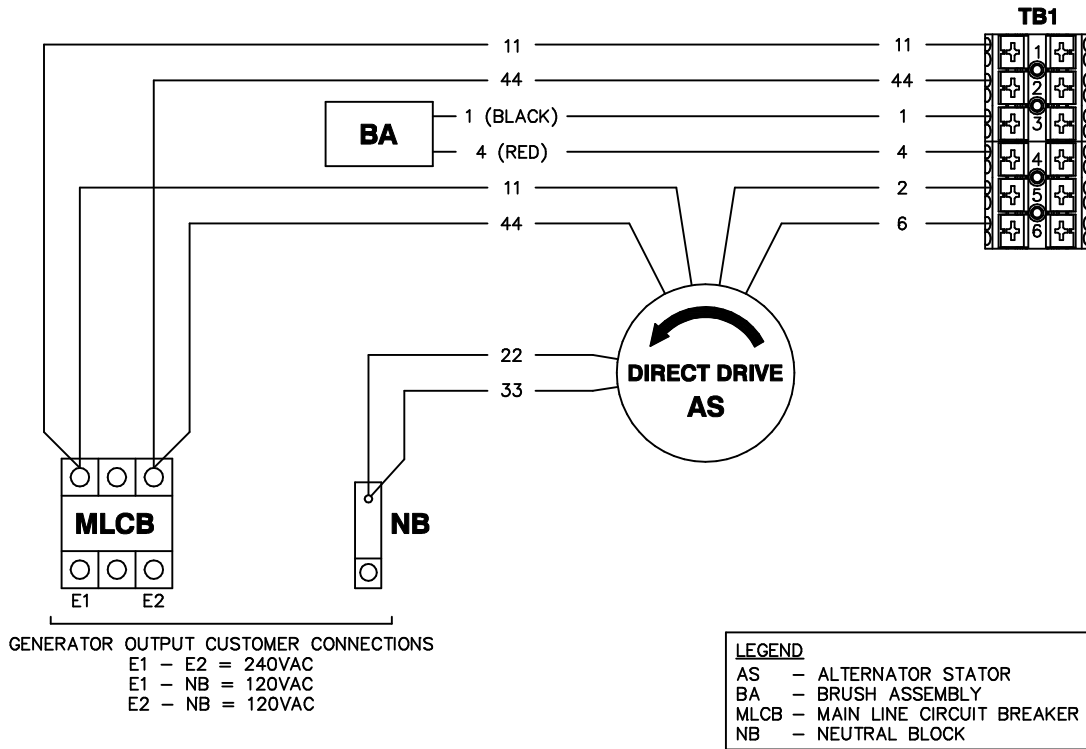 TB1
11 11 1
44 44 2
1 (BLACK) 1 3
BA
4 (RED) 4 4
11 2 5
44 6 6
22
33
DIRECT DRIVE
AS
MLCB
NB
E1 E2
GENERATOR OUTPUT CUSTOMER CONNECTIONS
E1 – E2 = 240VAC
E1 – NB = 120VAC
E2 – NB = 120VAC
LEGEND
AS – ALTERNATOR STATOR
BA – BRUSH ASSEMBLY
MLCB – MAIN LINE CIRCUIT BREAKER
NB – NEUTRAL BLOCK